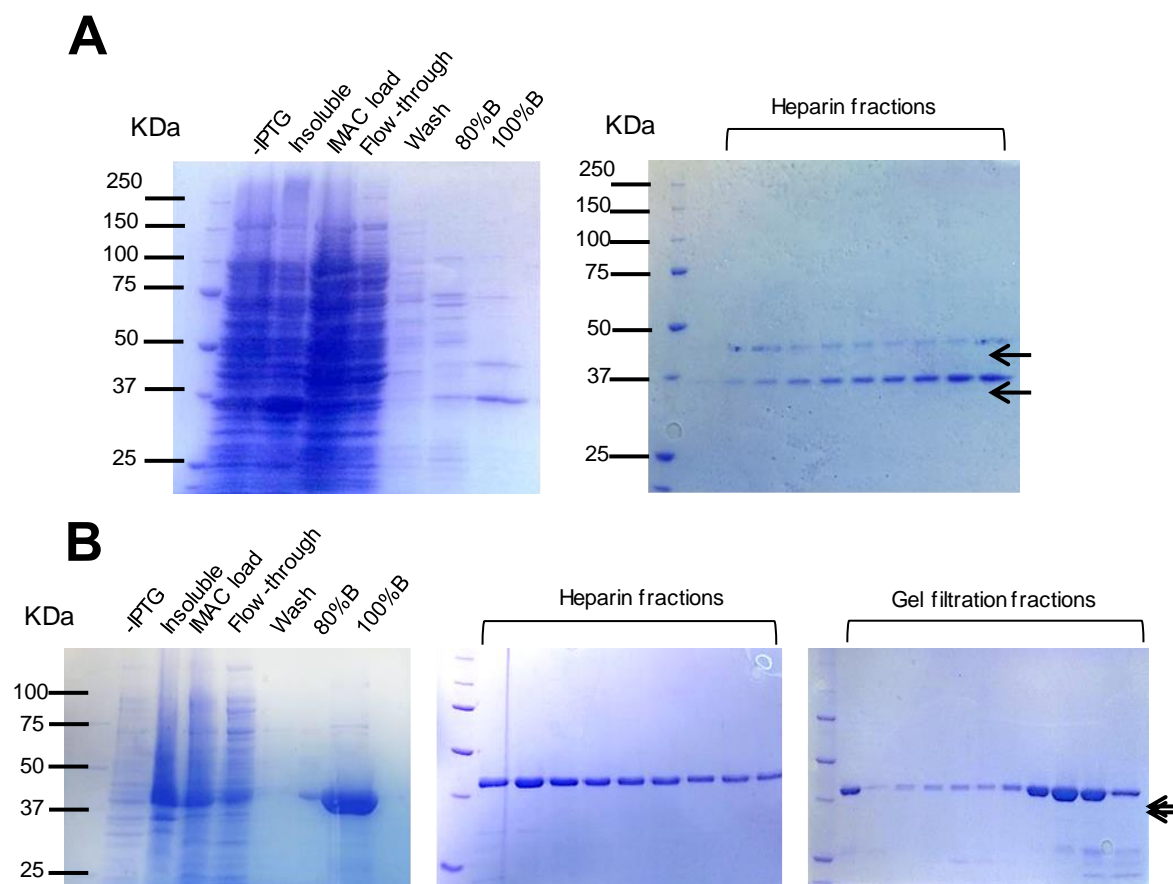 A
KDa
-IPTG
Insoluble
IMAC load
Flow-through
Wash
80%B
100%B
250
150
100
75
50
37
25
KDa
Heparin fractions
250
150
100
75
50
37
25
B
KDa
-IPTG
Insoluble
IMAC load
Flow-through
Wash
80%B
100%B
100
75
50
37
25
Heparin fractions
Gel filtration fractions